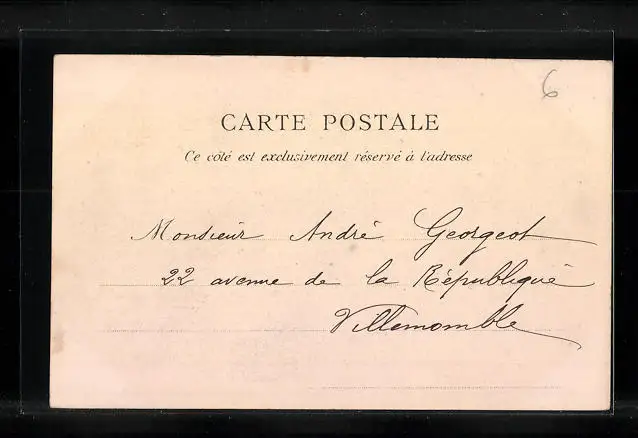 6
CARTE POSTALE
Ce côté est exclusivement réservé à l'adresse
Monsieur André Georgeot
22 avenue de la République
Villemomble